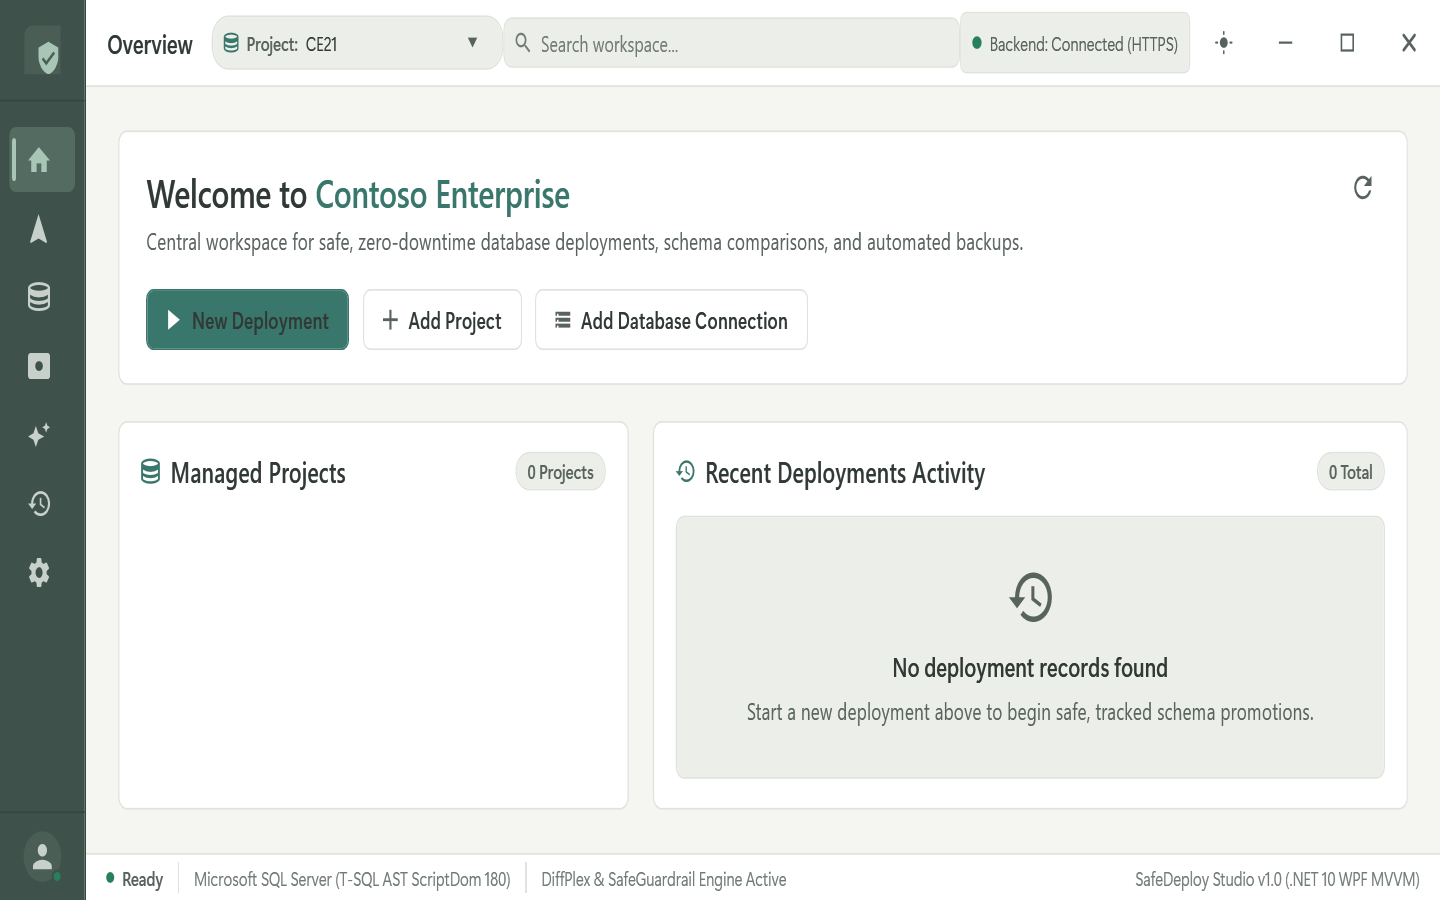 Overview
Project: CE21
Search workspace...
Backend: Connected (HTTPS)
Welcome to Contoso Enterprise
Central workspace for safe, zero-downtime database deployments, schema comparisons, and automated backups.
New Deployment
Add Project
Add Database Connection
Managed Projects
0 Projects
Recent Deployments Activity
0 Total
No deployment records found
Start a new deployment above to begin safe, tracked schema promotions.
Ready
Microsoft SQL Server (T-SQL AST ScriptDom 180)
DiffPlex & SafeGuardrail Engine Active
SafeDeploy Studio v1.0 (.NET 10 WPF MVVM)